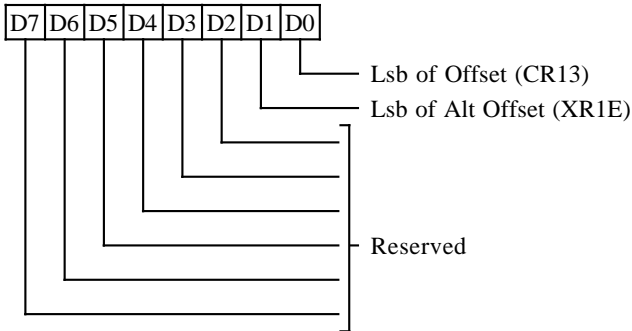 D7 D6 D5 D4 D3 D2 D1 D0
Lsb of Offset (CR13)
Lsb of Alt Offset (XR1E)
Reserved